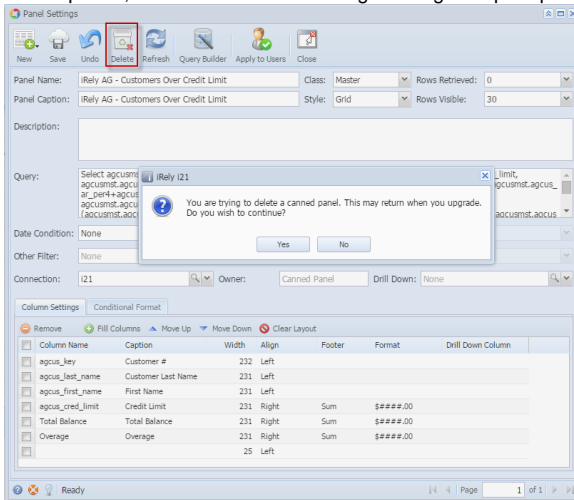 Panel Settings
New Save Undo Delete Refresh Query Builder Apply to Users Close
Panel Name: iRely AG - Customers Over Credit Limit Class: Master Rows Retrieved: 0
Panel Caption: iRely AG - Customers Over Credit Limit Style: Grid Rows Visible: 30
Description:
Query: Select agcusms
agcusmst.agcus
ar_per4+agcus
agcusmst.agcus
(agcusmst.agcus
_limit,
gcusmst.agcus_
acusmst.aqcus
iRely i21
You are trying to delete a canned panel. This may return when you upgrade.
Do you wish to continue?
Yes No
Date Condition: None
Other Filter: None
Connection: i21 Owner: Canned Panel Drill Down: None
Column Settings Conditional Format
Remove Fill Columns Move Up Move Down Clear Layout
Column Name Caption Width Align Footer Format Drill Down Column
agcus_key Customer # 232 Left
agcus_last_name Customer Last Name 231 Left
agcus_first_name First Name 231 Left
agcus_cred_limit Credit Limit 231 Right Sum $####.00
Total Balance Total Balance 231 Right Sum $####.00
Overage Overage 231 Right Sum $####.00
25 Left
Ready Page 1 of 1